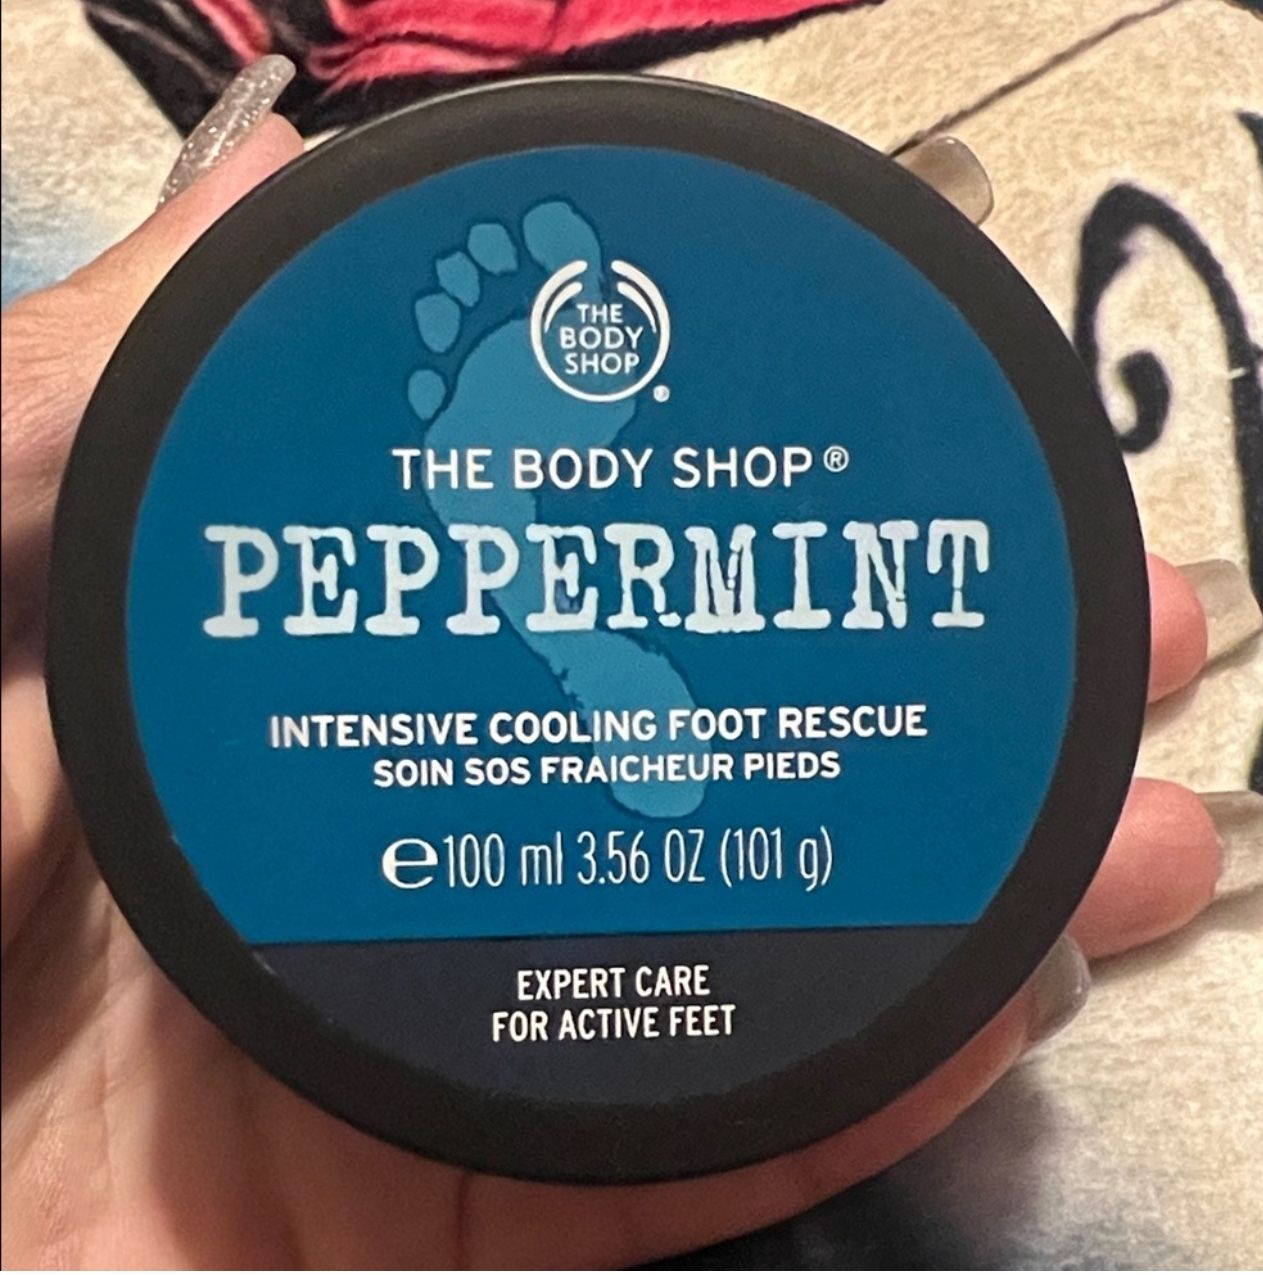 THE
BODY
SHOP
®
THE BODY SHOP®
PEPPERMINT
INTENSIVE COOLING FOOT RESCUE
SOIN SOS FRAICHEUR PIEDS
℮100 ml 3.56 OZ (101 g)
EXPERT CARE
FOR ACTIVE FEET